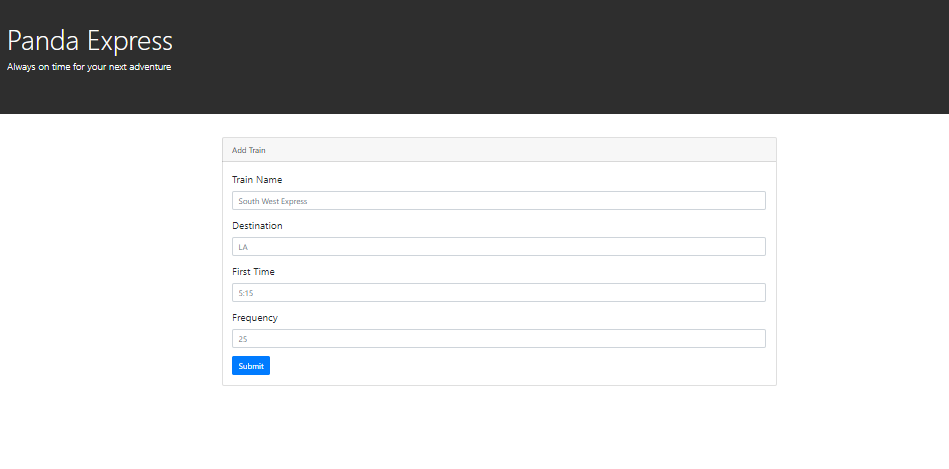 Panda Express
Always on time for your next adventure
Add Train
Train Name
South West Express
Destination
LA
First Time
5:15
Frequency
25
Submit